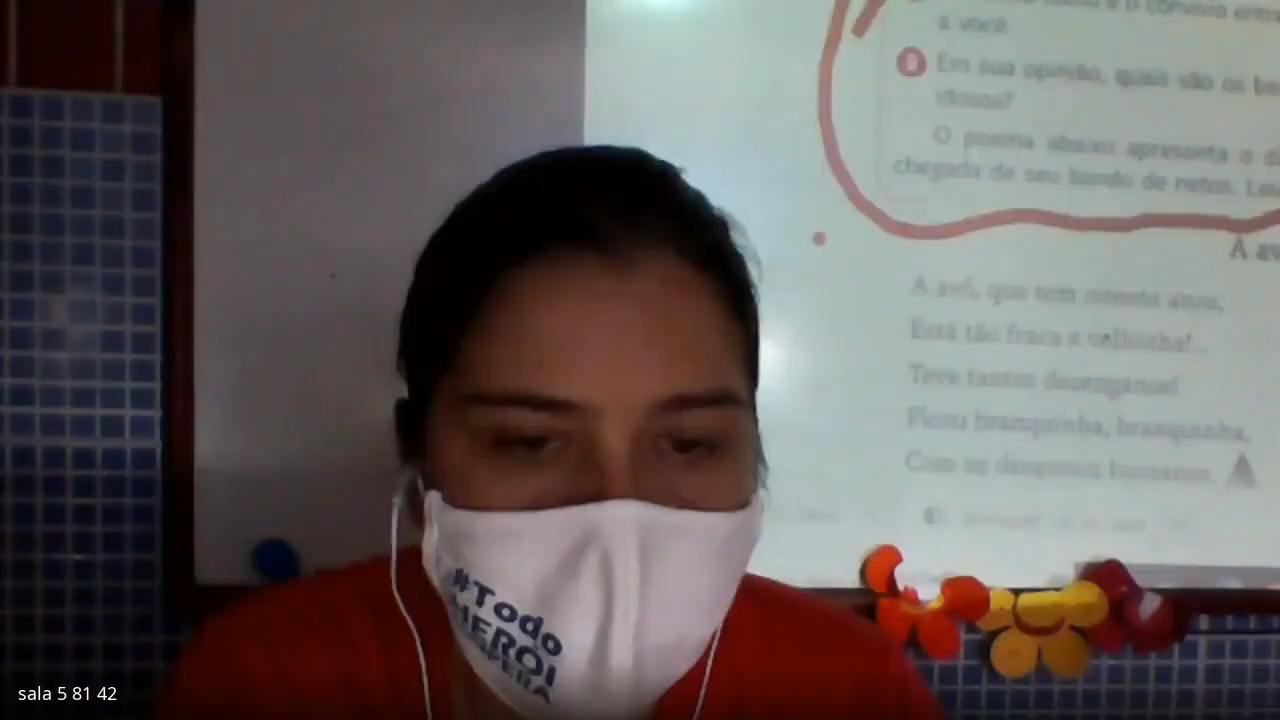 a você.
D Em sua opinião, quais são os be
idosos?
O poema abaixo apresenta o d
chegada de seu bando de netos. Lei
A av
A avó, que tem oitenta anos,
Está tão fraca e velhinha!...
Teve tantos desenganos!
Ficou branquinha, branquinha,
Com os desgostos humanos.
#Todo
HEROI
sala 5 81 42